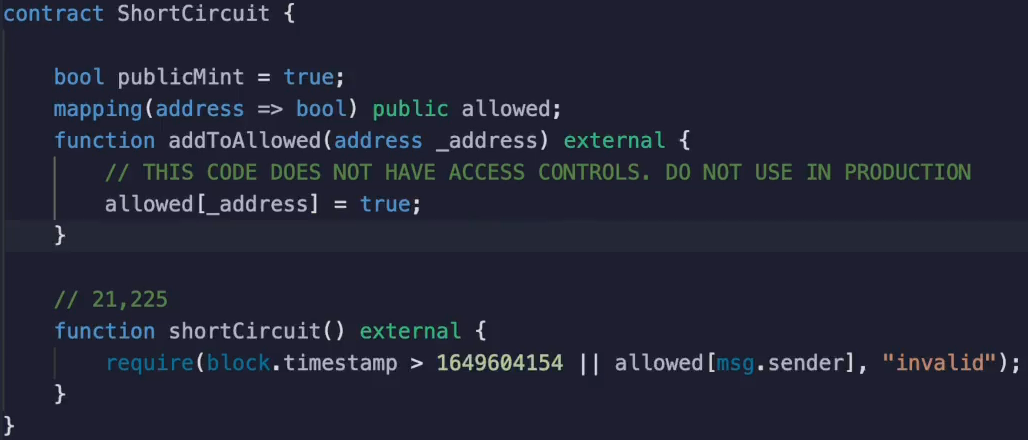 contract ShortCircuit {
bool publicMint = true;
mapping(address => bool) public allowed;
function addToAllowed(address _address) external {
// THIS CODE DOES NOT HAVE ACCESS CONTROLS. DO NOT USE IN PRODUCTION
allowed[_address] = true;
}
// 21,225
function shortCircuit() external {
require(block.timestamp > 1649604154 || allowed[msg.sender], "invalid");
}
}